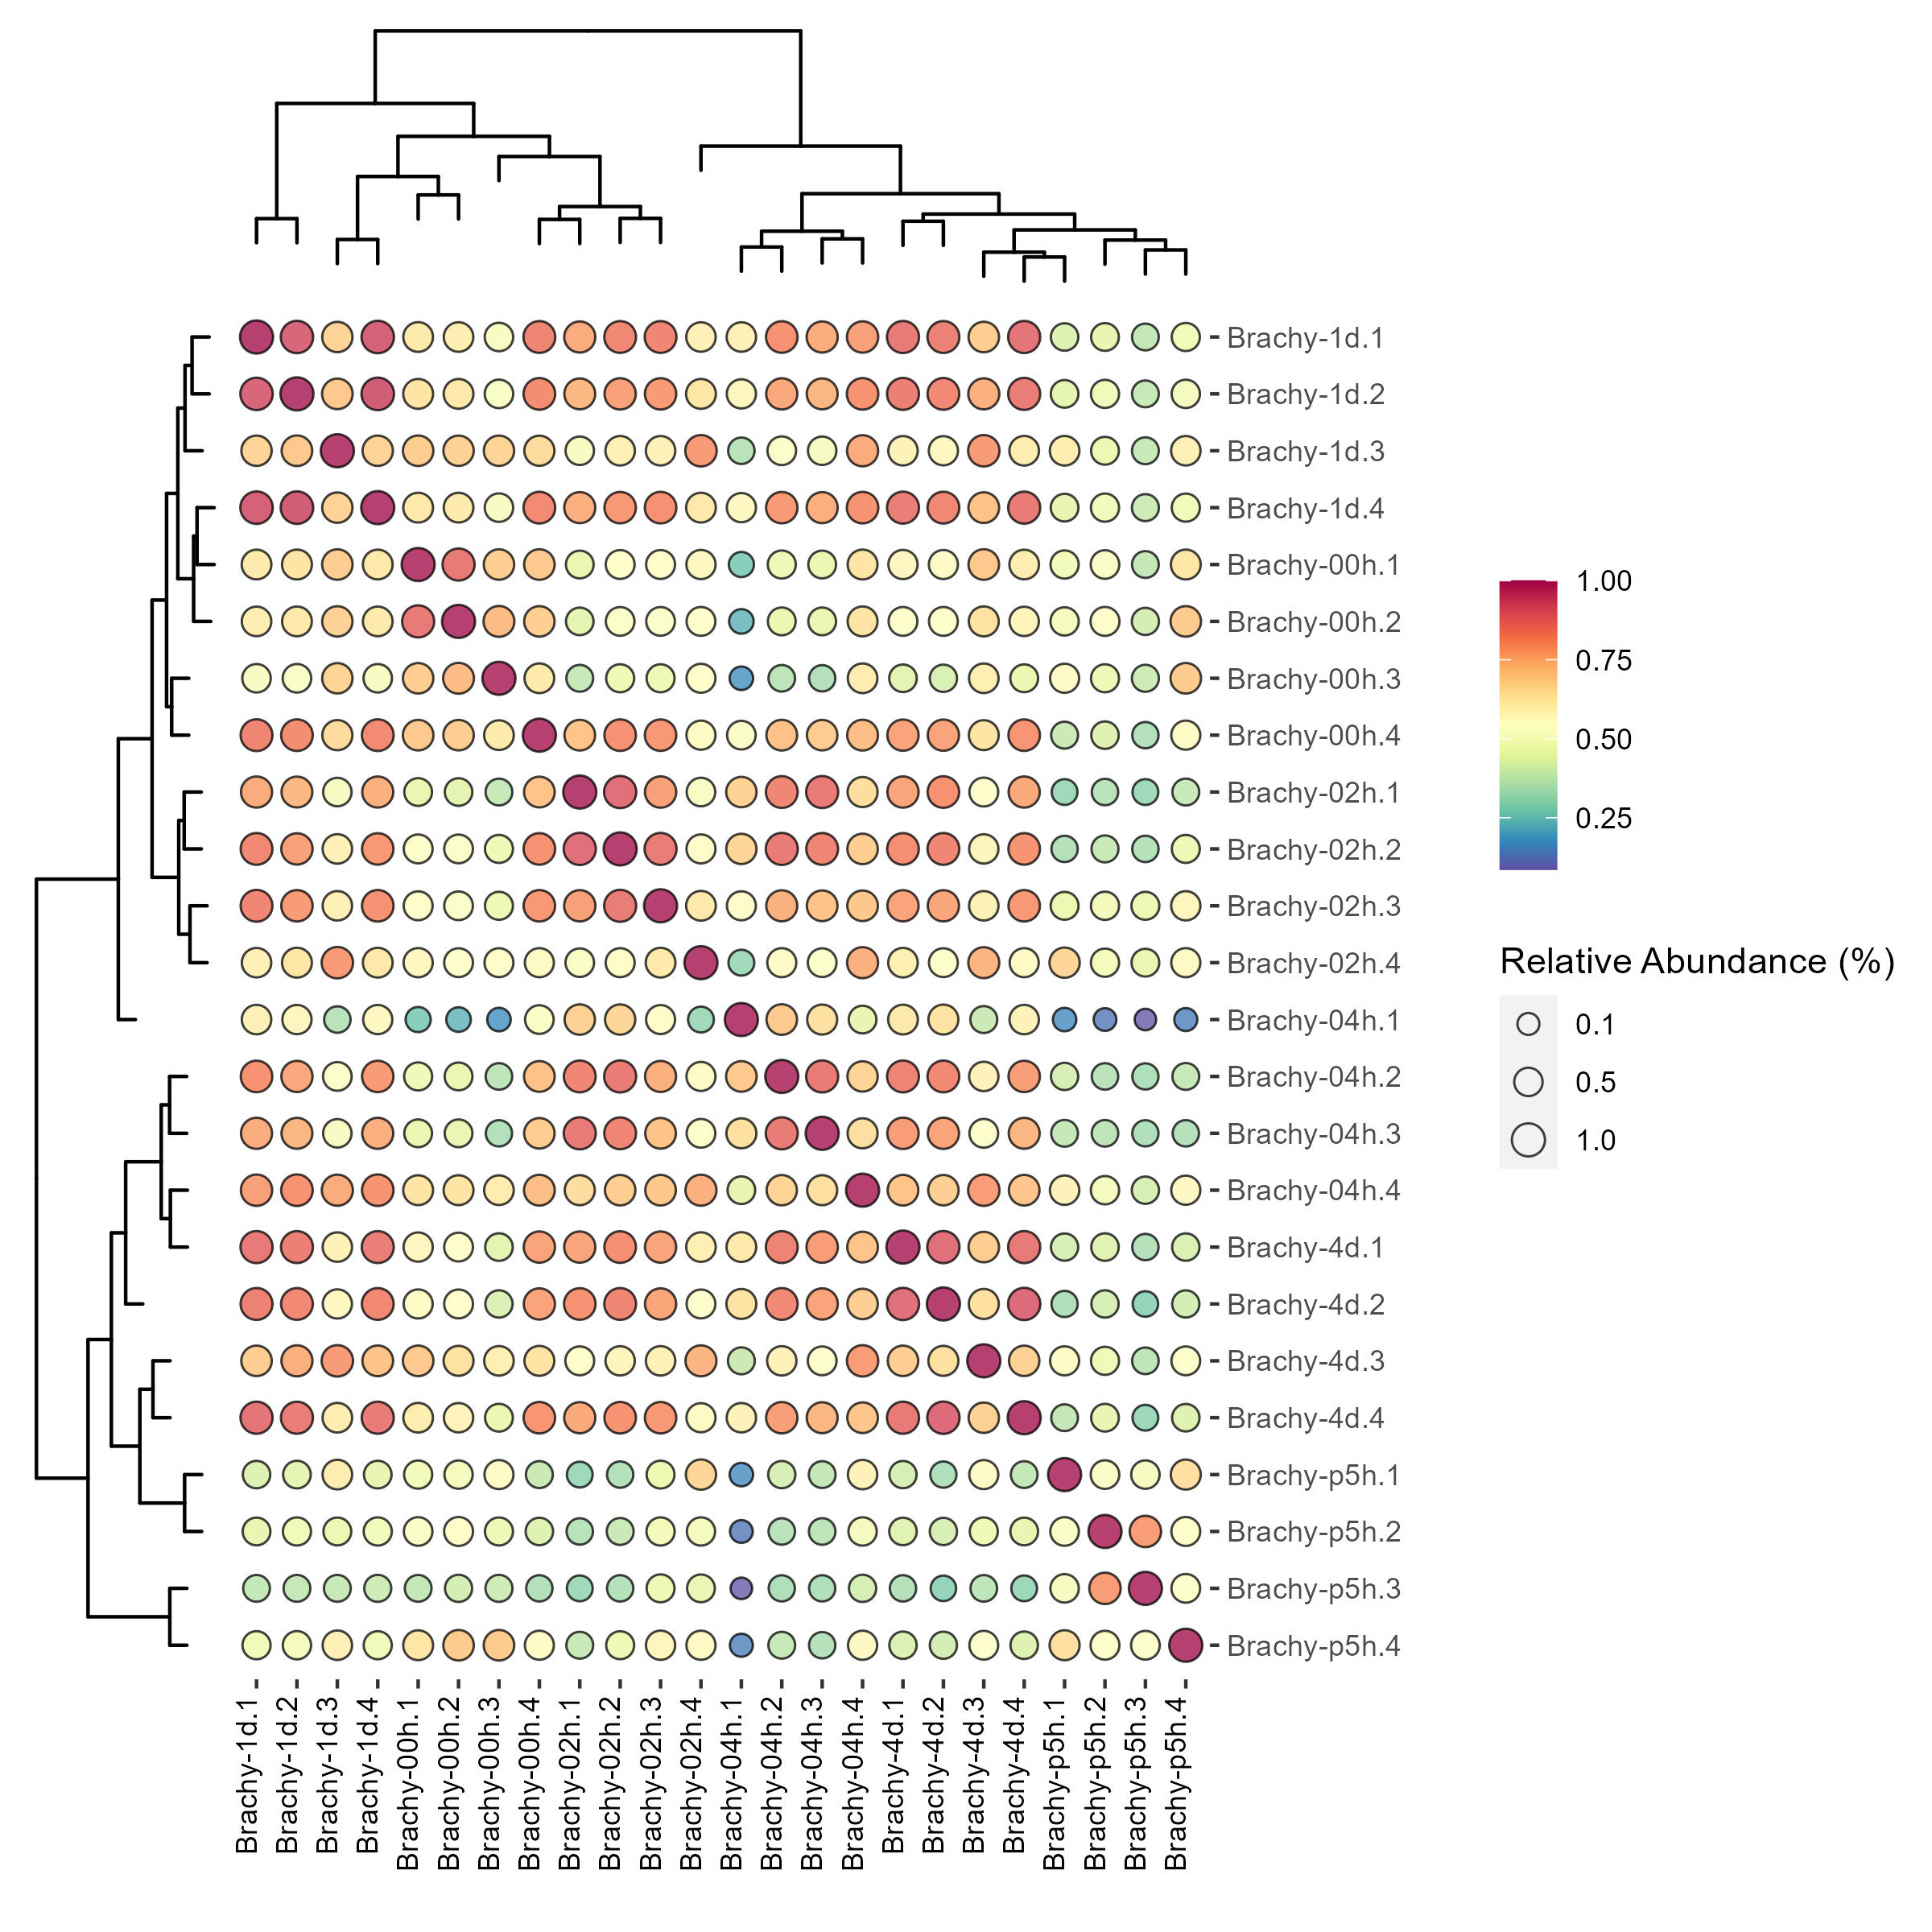 Brachy-1d.1
Brachy-1d.2
Brachy-1d.3
Brachy-1d.4
Brachy-00h.1
Brachy-00h.2
Brachy-00h.3
Brachy-00h.4
Brachy-02h.1
Brachy-02h.2
Brachy-02h.3
Brachy-02h.4
Brachy-04h.1
Brachy-04h.2
Brachy-04h.3
Brachy-04h.4
Brachy-4d.1
Brachy-4d.2
Brachy-4d.3
Brachy-4d.4
Brachy-p5h.1
Brachy-p5h.2
Brachy-p5h.3
Brachy-p5h.4
1.00
0.75
0.50
0.25
Relative Abundance (%)
0.1
0.5
1.0
Brachy-1d.1
Brachy-1d.2
Brachy-1d.3
Brachy-1d.4
Brachy-00h.1
Brachy-00h.2
Brachy-00h.3
Brachy-00h.4
Brachy-02h.1
Brachy-02h.2
Brachy-02h.3
Brachy-02h.4
Brachy-04h.1
Brachy-04h.2
Brachy-04h.3
Brachy-04h.4
Brachy-4d.1
Brachy-4d.2
Brachy-4d.3
Brachy-4d.4
Brachy-p5h.1
Brachy-p5h.2
Brachy-p5h.3
Brachy-p5h.4